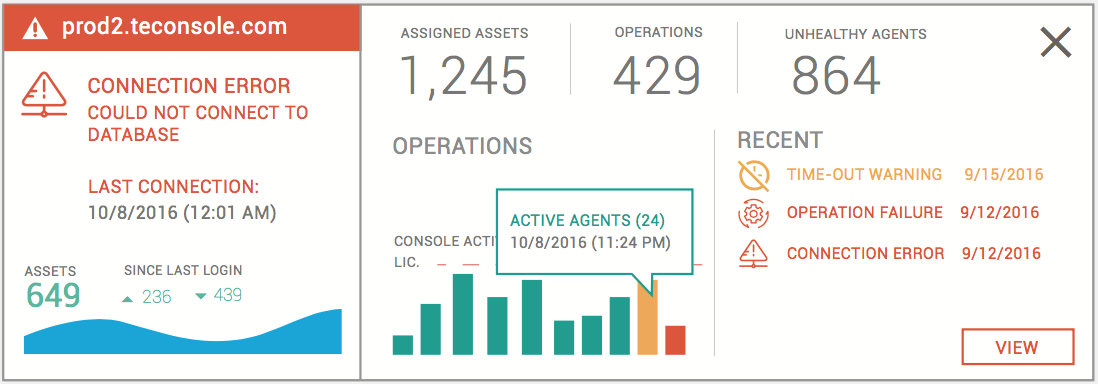 prod2.teconsole.com
CONNECTION ERROR
COULD NOT CONNECT TO
DATABASE
LAST CONNECTION:
10/8/2016 (12:01 AM)
ASSETS
649
SINCE LAST LOGIN
236
439
ASSIGNED ASSETS
1,245
OPERATIONS
429
UNHEALTHY AGENTS
864
OPERATIONS
ACTIVE AGENTS (24)
10/8/2016 (11:24 PM)
CONSOLE
LIC.
RECENT
TIME-OUT WARNING 9/15/2016
OPERATION FAILURE 9/12/2016
CONNECTION ERROR 9/12/2016
VIEW